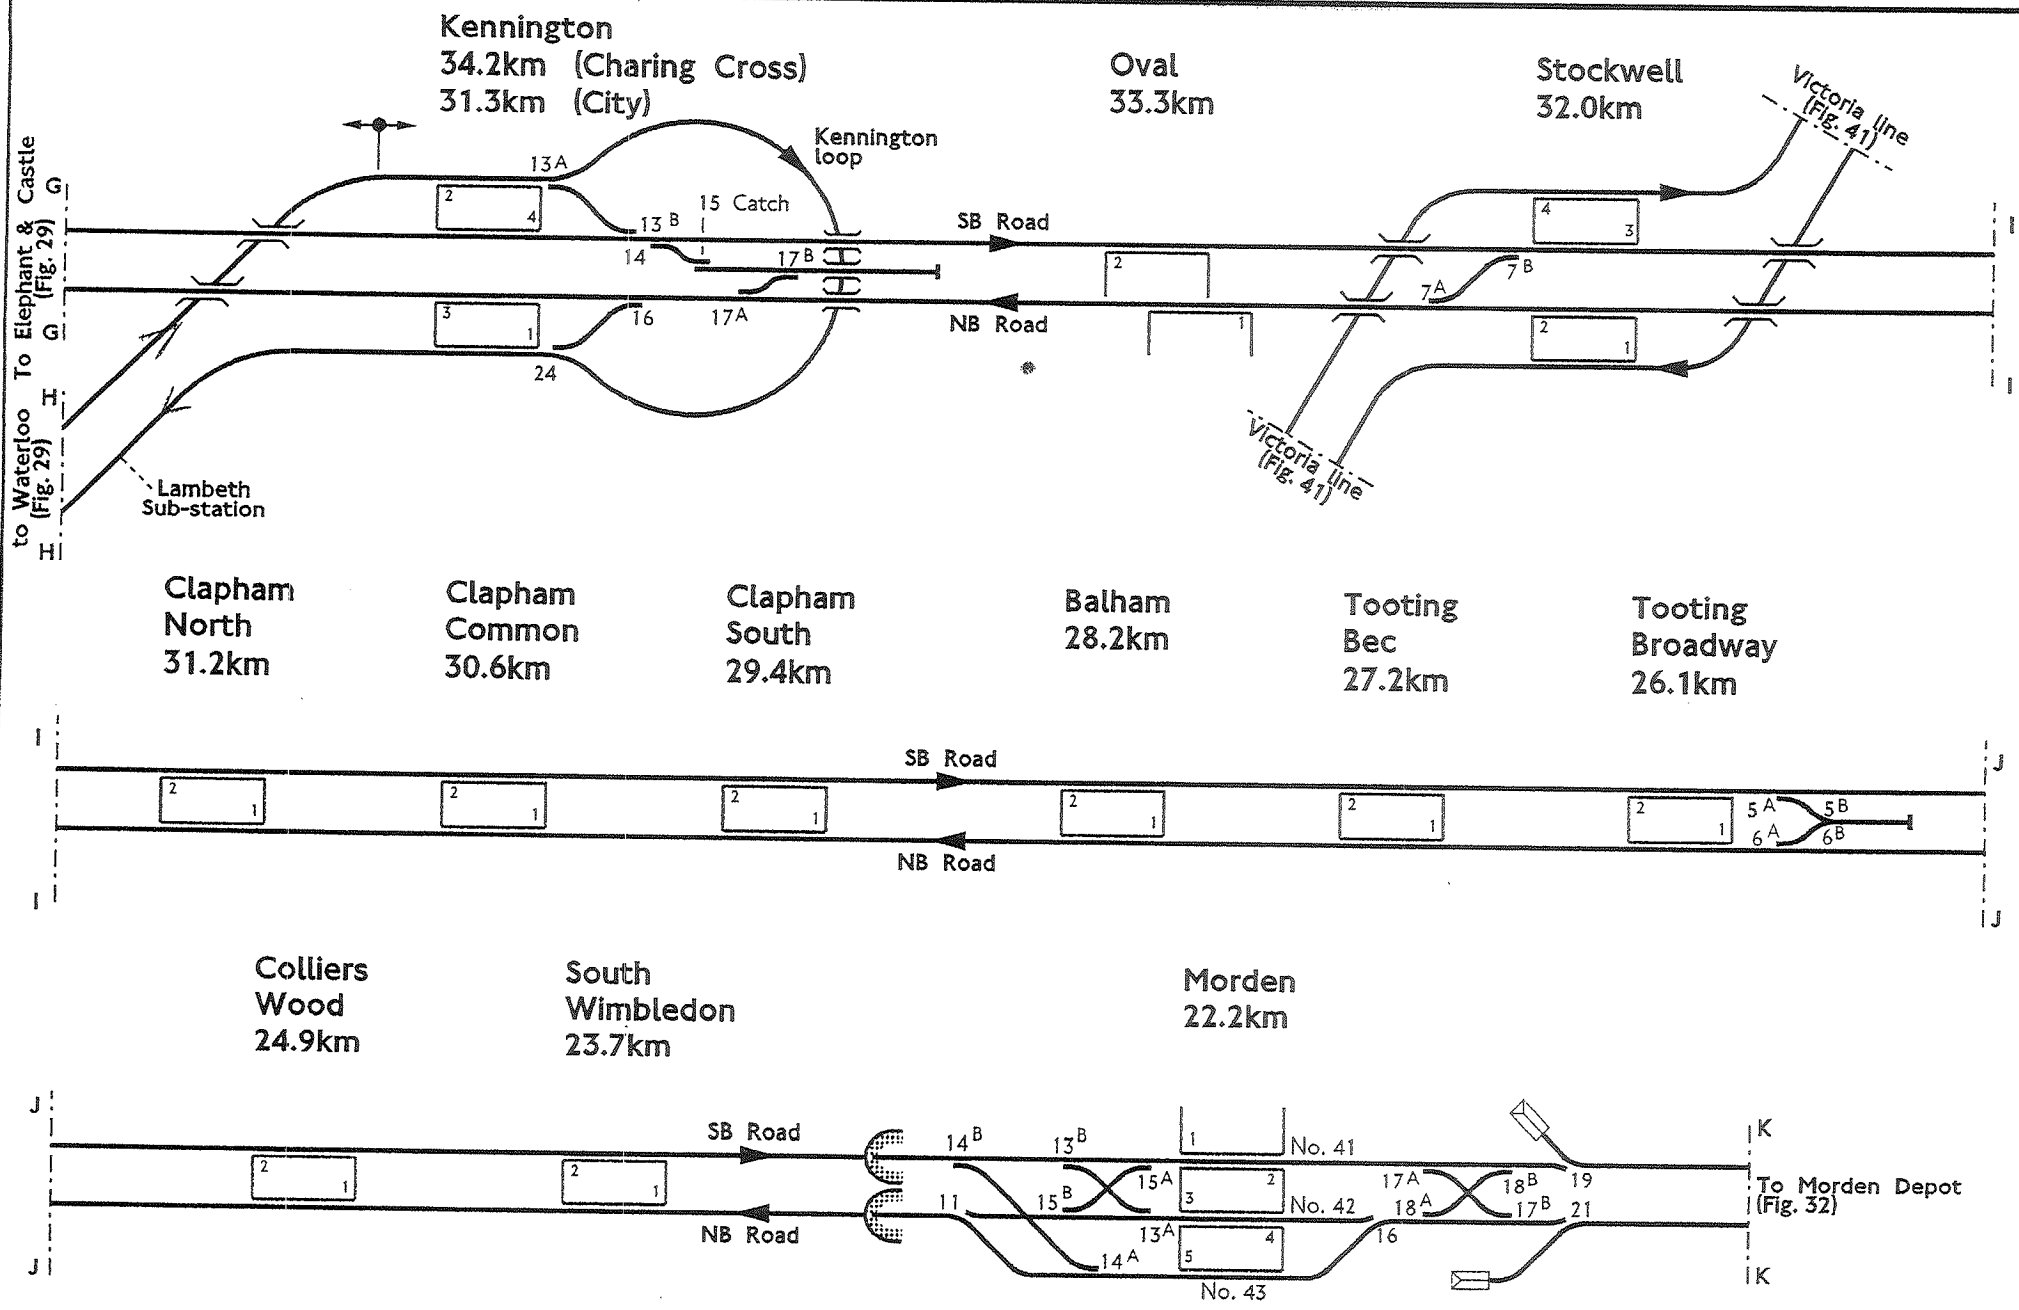 Kennington
34.2km (Charing Cross)
31.3km (City)
Oval
33.3km
Stockwell
32.0km
Victoria line
(Fig. 41)
Kennington
loop
To Elephant & Castle
(Fig. 29)
G
G
13A
2
4
15 Catch
13B
14
17B
SB Road
4
3
I
2
7B
7A
3
1
16
17A
NB Road
1
2
1
24
I
to Waterloo
(Fig. 29)
H
H
Lambeth
Sub-station
Victoria line
(Fig. 41)
Clapham
North
31.2km
Clapham
Common
30.6km
Clapham
South
29.4km
Balham
28.2km
Tooting
Bec
27.2km
Tooting
Broadway
26.1km
I
SB Road
J
2
1
2
1
2
1
2
1
2
1
2
1
5A
5B
6A
6B
NB Road
I
J
Colliers
Wood
24.9km
South
Wimbledon
23.7km
Morden
22.2km
J
SB Road
14B
13B
1
No. 41
K
2
1
2
1
15A
2
3
17A
18B
19
To Morden Depot
(Fig. 32)
11
15B
No. 42
18A
17B
21
NB Road
13A
4
5
16
14A
J
No. 43
K